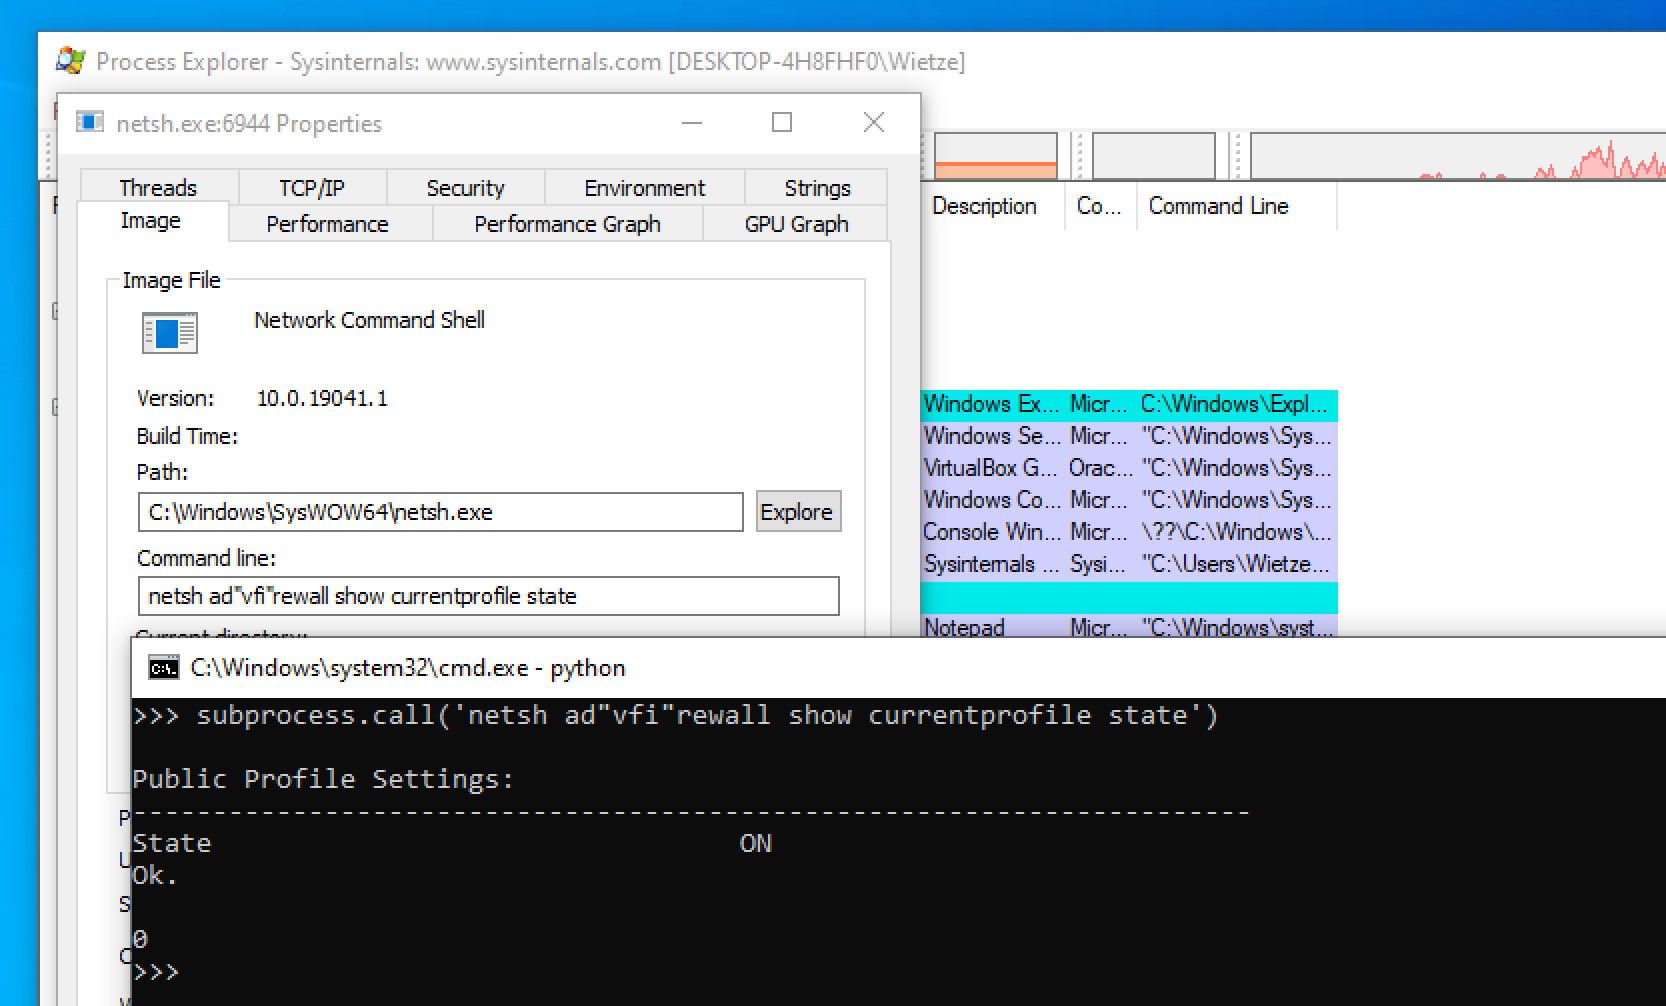 Process Explorer - Sysinternals: www.sysinternals.com [DESKTOP-4H8FHF0\Wietze]
netsh.exe:6944 Properties
Threads TCP/IP Security Environment Strings
Image Performance Performance Graph GPU Graph
Image File
Network Command Shell
Version: 10.0.19041.1
Build Time:
Path:
C:\Windows\SysWOW64\netsh.exe Explore
Command line:
netsh ad"vfi"rewall show currentprofile state
Current directory:
Description Co... Command Line
Windows Ex... Micr... C:\Windows\Expl...
Windows Se... Micr... "C:\Windows\Sys...
VirtualBox G... Orac... "C:\Windows\Sys...
Windows Co... Micr... "C:\Windows\Sys...
Console Win... Micr... \??\C:\Windows\...
Sysinternals ... Sysi... "C:\Users\Wietze...
Notepad Micr... "C:\Windows\syst...
C:\Windows\system32\cmd.exe - python
>>> subprocess.call('netsh ad"vfi"rewall show currentprofile state')
Public Profile Settings:
----------------------------------------------------------------------
State ON
Ok.
0
>>>